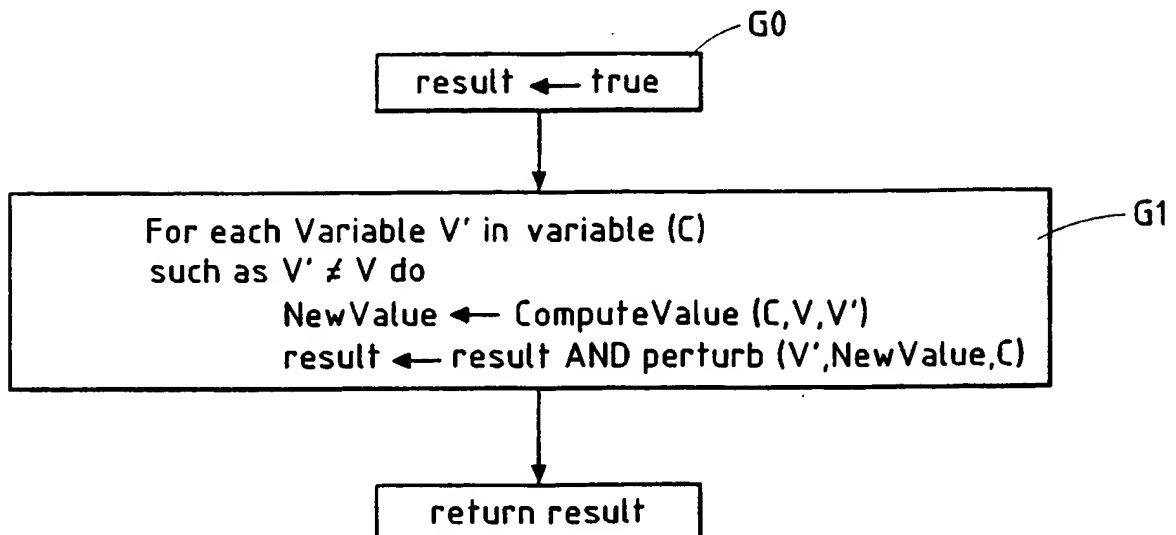 G0
result ← true
G1
For each Variable V' in variable (C)
such as V' ≠ V do
NewValue ← ComputeValue (C,V,V')
result ← result AND perturb (V',NewValue,C)
return result